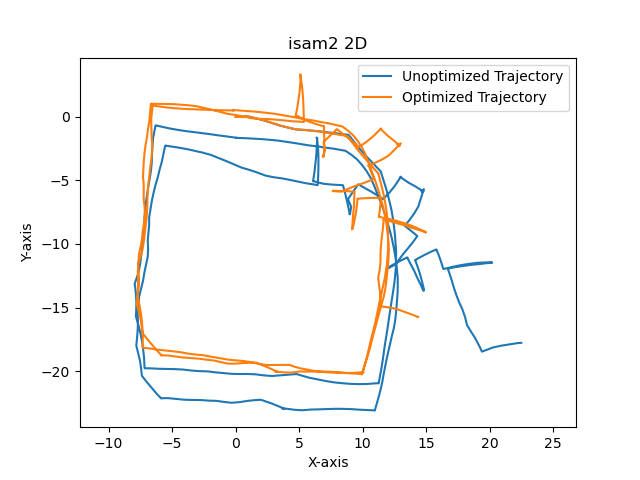 isam2 2D
Unoptimized Trajectory
Optimized Trajectory
Y-axis
0
−5
−10
−15
−20
−10
−5
0
5
10
15
20
25
X-axis